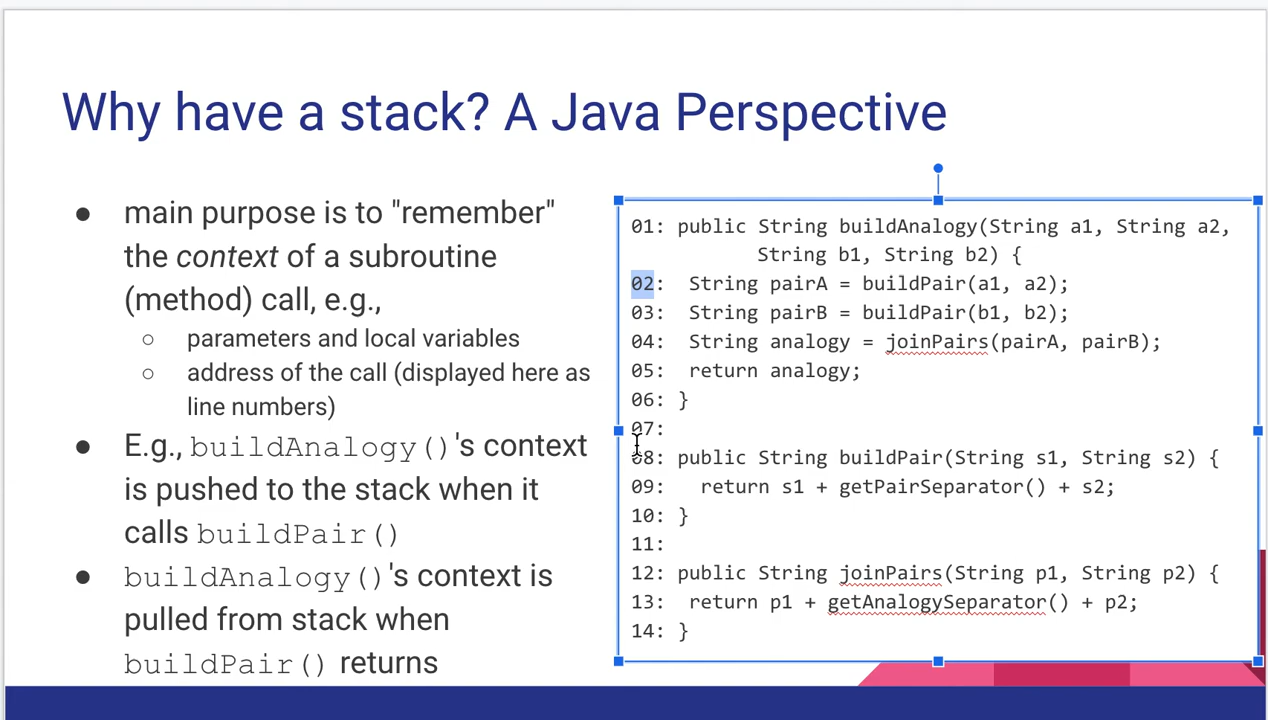 Why have a stack? A Java Perspective
● main purpose is to "remember"
the context of a subroutine
(method) call, e.g.,
○ parameters and local variables
○ address of the call (displayed here as
line numbers)
● E.g., buildAnalogy()'s context
is pushed to the stack when it
calls buildPair()
● buildAnalogy()'s context is
pulled from stack when
buildPair() returns
01: public String buildAnalogy(String a1, String a2,
String b1, String b2) {
02:  String pairA = buildPair(a1, a2);
03:  String pairB = buildPair(b1, b2);
04:  String analogy = joinPairs(pairA, pairB);
05:  return analogy;
06: }
07:
08: public String buildPair(String s1, String s2) {
09:   return s1 + getPairSeparator() + s2;
10: }
11:
12: public String joinPairs(String p1, String p2) {
13:  return p1 + getAnalogySeparator() + p2;
14: }